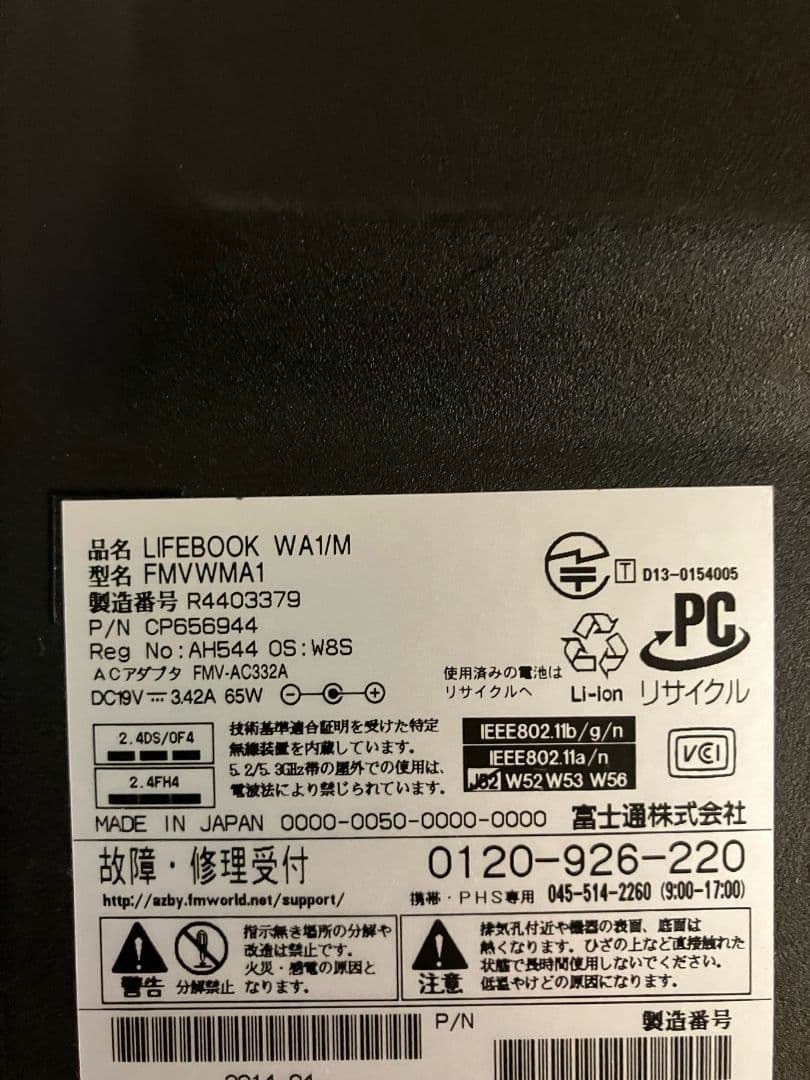 品名 LIFEBOOK WA1/M
型名 FMVWMA1
製造番号 R4403379
P/N CP656944
Reg No:AH544 OS:W8S
ACアダプタ FMV-AC332A
DC19V 3.42A 65W
T D13-0154005
使用済みの電池は
リサイクルへ
Li-ion
PC
リサイクル
2.4DS/OF4
2.4FH4
技術基準適合証明を受けた特定
無線装置を内蔵しています。
5.2/5.3GHz帯の屋外での使用は、
電波法により禁じられています。
IEEE802.11b/g/n
IEEE802.11a/n
J52 W52 W53 W56
VCI
MADE IN JAPAN 0000-0050-0000-0000 富士通株式会社
故障・修理受付 0120-926-220
http://azby.fmworld.net/support/ 携帯・PHS専用 045-514-2260 (9:00-17:00)
警告
分解禁止
指示無き場所の分解や
改造は禁止です。
火災・感電の原因と
なります。
注意
排気孔付近や機器の表面、底面は
熱くなります。ひざの上など直接触れた
状態で長時間使用しないでください。
低温やけどの原因になります。
P/N 製造番号